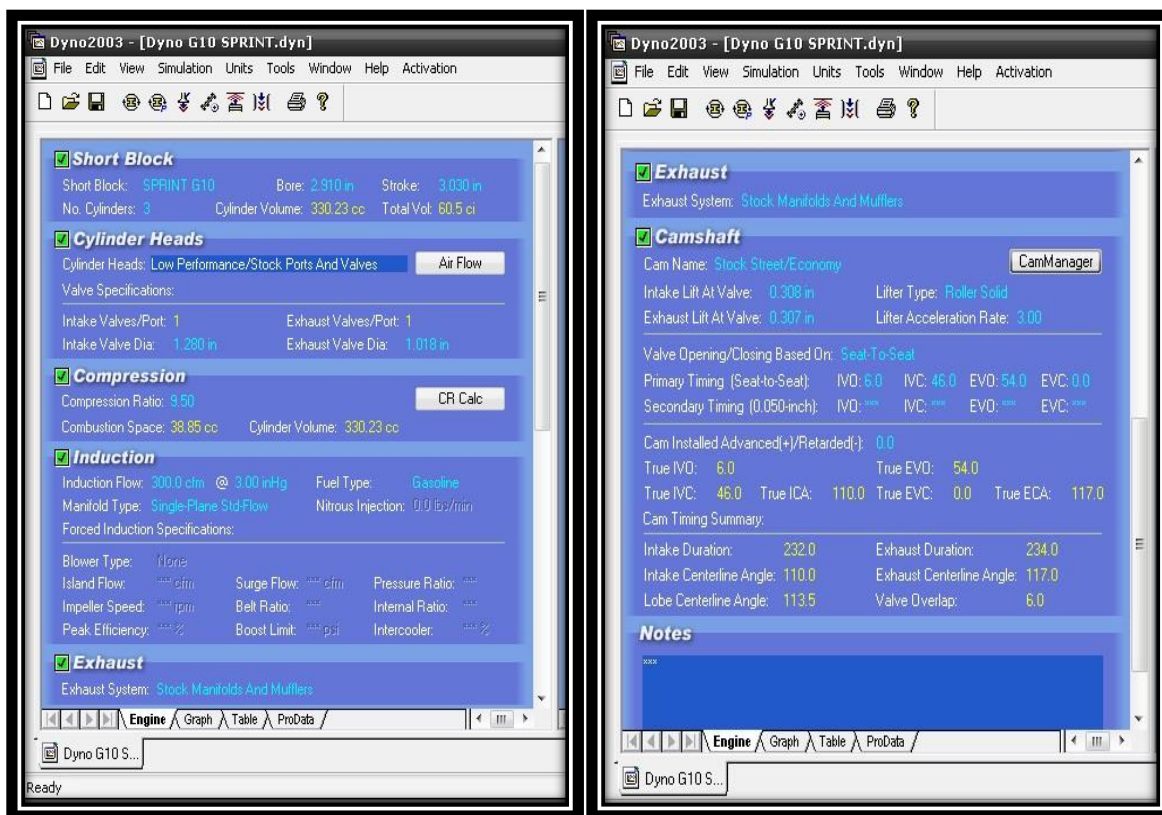 Dyno2003 - [Dyno G10 SPRINT.dyn]
File Edit View Simulation Units Tools Window Help Activation
Short Block
Short Block: SPRINT G10 Bore: 2.910 in Stroke: 3.030 in
No. Cylinders: 3 Cylinder Volume: 330.23 cc Total Vol: 60.5 ci
Cylinder Heads
Cylinder Heads: Low Performance/Stock Ports And Valves Air Flow
Valve Specifications:
Intake Valves/Port: 1 Exhaust Valves/Port: 1
Intake Valve Dia: 1.280 in Exhaust Valve Dia: 1.018 in
Compression
Compression Ratio: 9.50 CR Calc
Combustion Space: 38.85 cc Cylinder Volume: 330.23 cc
Induction
Induction Flow: 300.0 cfm @ 3.00 inHg Fuel Type: Gasoline
Manifold Type: Single-Plane Std-Flow Nitrous Injection: 0.0 lbs/min
Forced Induction Specifications:
Blower Type: None
Island Flow: *** cfm Surge Flow: *** cfm Pressure Ratio: ***
Impeller Speed: *** rpm Belt Ratio: *** Internal Ratio: ***
Peak Efficiency: *** % Boost Limit: *** psi Intercooler: *** %
Exhaust
Exhaust System: Stock Manifolds And Mufflers
Engine Graph Table ProData
Dyno G10 S...
Ready
Dyno2003 - [Dyno G10 SPRINT.dyn]
File Edit View Simulation Units Tools Window Help Activation
Exhaust
Exhaust System: Stock Manifolds And Mufflers
Camshaft
Cam Name: Stock Street/Economy CamManager
Intake Lift At Valve: 0.308 in Lifter Type: Roller Solid
Exhaust Lift At Valve: 0.307 in Lifter Acceleration Rate: 3.00
Valve Opening/Closing Based On: Seat-To-Seat
Primary Timing (Seat-to-Seat): IVO: 6.0 IVC: 46.0 EVO: 54.0 EVC: 0.0
Secondary Timing (0.050-inch): IVO: *** IVC: *** EVO: *** EVC: ***
Cam Installed Advanced(+)/Retarded(-): 0.0
True IVO: 6.0 True EVO: 54.0
True IVC: 46.0 True ICA: 110.0 True EVC: 0.0 True ECA: 117.0
Cam Timing Summary:
Intake Duration: 232.0 Exhaust Duration: 234.0
Intake Centerline Angle: 110.0 Exhaust Centerline Angle: 117.0
Lobe Centerline Angle: 113.5 Valve Overlap: 6.0
Notes
xxx
Engine Graph Table ProData
Dyno G10 S...